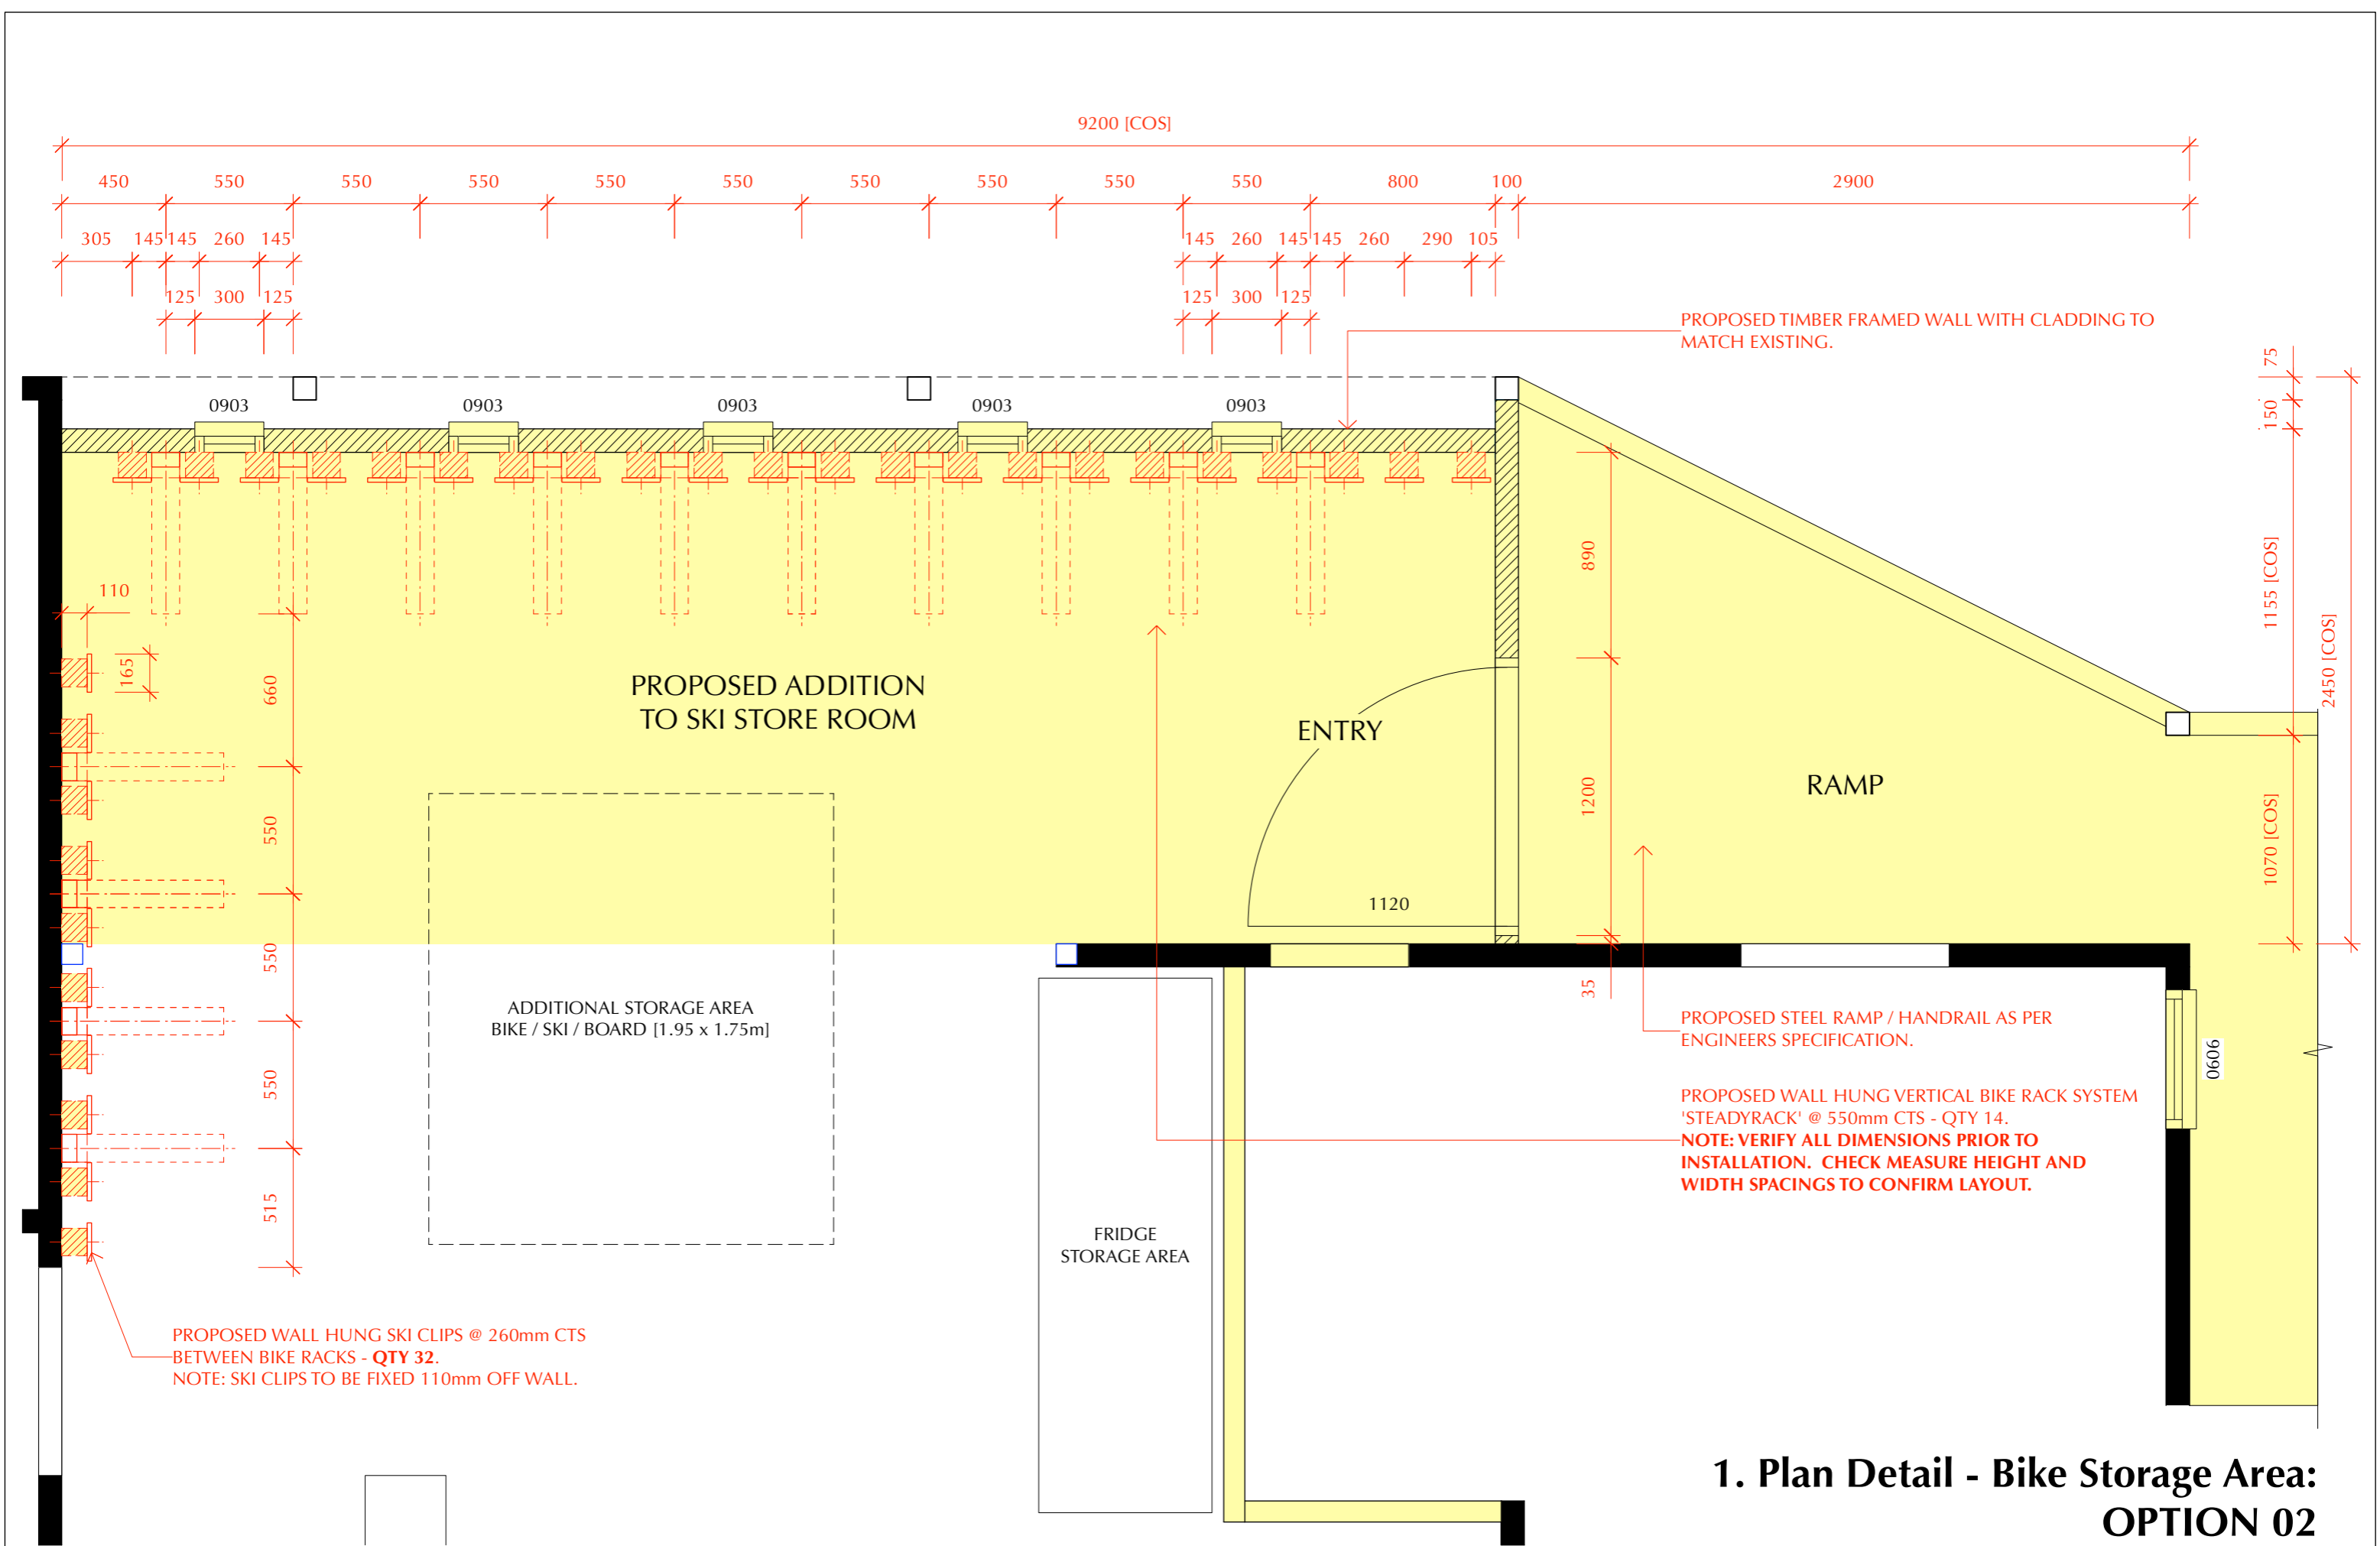 9200 [COS]
450 550 550 550 550 550 550 550 550 550 800 100 2900
305 145 145 260 145 145 260 145 145 260 290 105
125 300 125 125 300 125
PROPOSED TIMBER FRAMED WALL WITH CLADDING TO
MATCH EXISTING.
75
150
1155 [COS]
2450 [COS]
1070 [COS]
0903 0903 0903 0903 0903
110
165
660
550
550
550
515
890
1200
35
PROPOSED ADDITION
TO SKI STORE ROOM
ENTRY
RAMP
1120
ADDITIONAL STORAGE AREA
BIKE / SKI / BOARD [1.95 x 1.75m]
PROPOSED STEEL RAMP / HANDRAIL AS PER
ENGINEERS SPECIFICATION.
0606
PROPOSED WALL HUNG VERTICAL BIKE RACK SYSTEM
'STEADYRACK' @ 550mm CTS - QTY 14.
NOTE: VERIFY ALL DIMENSIONS PRIOR TO
INSTALLATION. CHECK MEASURE HEIGHT AND
WIDTH SPACINGS TO CONFIRM LAYOUT.
FRIDGE
STORAGE AREA
PROPOSED WALL HUNG SKI CLIPS @ 260mm CTS
BETWEEN BIKE RACKS - QTY 32.
NOTE: SKI CLIPS TO BE FIXED 110mm OFF WALL.
1. Plan Detail - Bike Storage Area:
OPTION 02